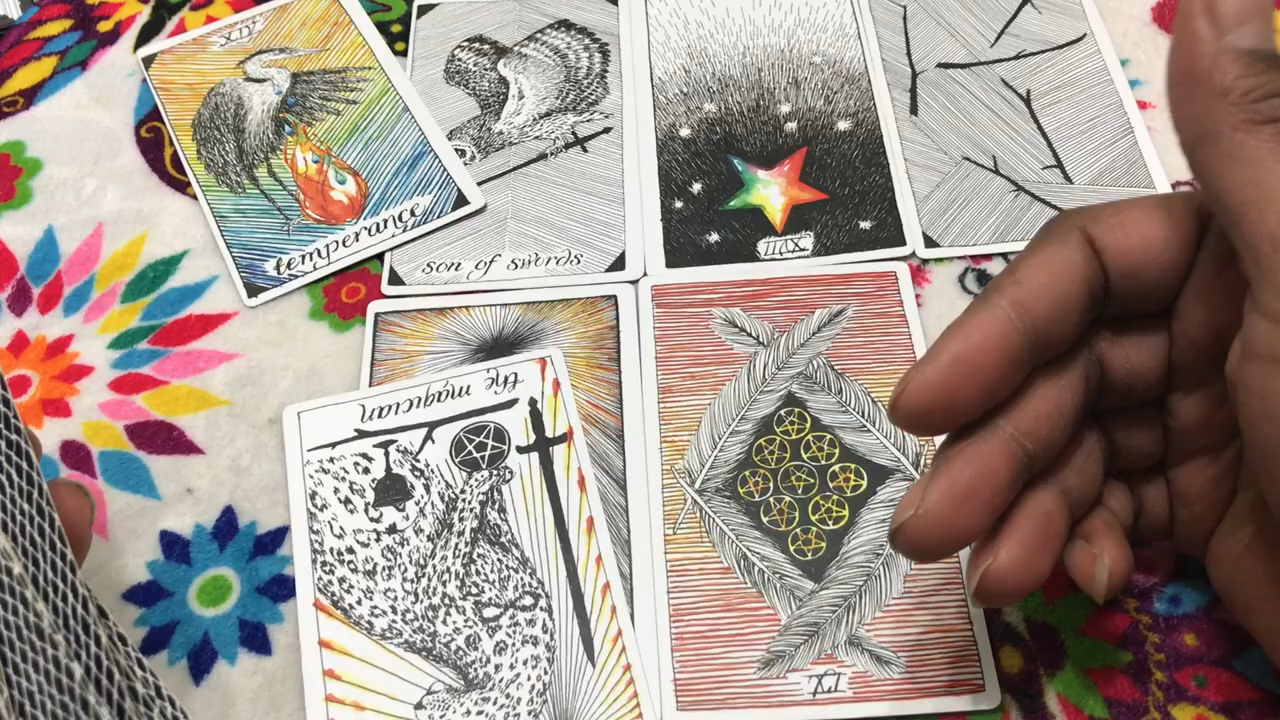 XIV
temperance
son of swords
XVII
the magician
IX